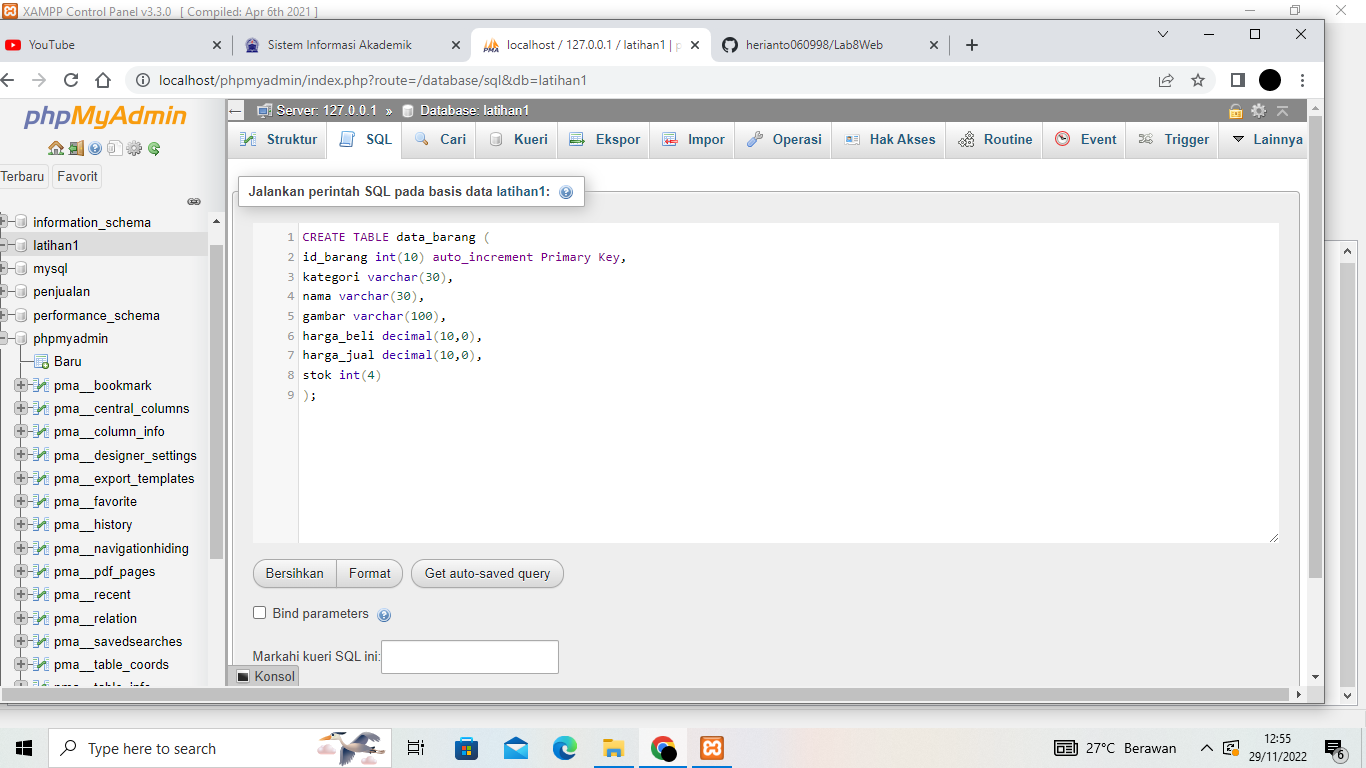 XAMPP Control Panel v3.3.0 [ Compiled: Apr 6th 2021 ]
YouTube
Sistem Informasi Akademik
localhost / 127.0.0.1 / latihan1 | p
herianto060998/Lab8Web
localhost/phpmyadmin/index.php?route=/database/sql&db=latihan1
phpMyAdmin
Terbaru Favorit
information_schema
latihan1
mysql
penjualan
performance_schema
phpmyadmin
Baru
pma__bookmark
pma__central_columns
pma__column_info
pma__designer_settings
pma__export_templates
pma__favorite
pma__history
pma__navigationhiding
pma__pdf_pages
pma__recent
pma__relation
pma__savedsearches
pma__table_coords
pma__table_info
Server: 127.0.0.1 » Database: latihan1
Struktur SQL Cari Kueri Ekspor Impor Operasi Hak Akses Routine Event Trigger Lainnya
Jalankan perintah SQL pada basis data latihan1:
1 CREATE TABLE data_barang (
2 id_barang int(10) auto_increment Primary Key,
3 kategori varchar(30),
4 nama varchar(30),
5 gambar varchar(100),
6 harga_beli decimal(10,0),
7 harga_jual decimal(10,0),
8 stok int(4)
9 );
Bersihkan Format Get auto-saved query
Bind parameters
Markahi kueri SQL ini:
Konsol
Type here to search
27°C Berawan
12:55
29/11/2022
6